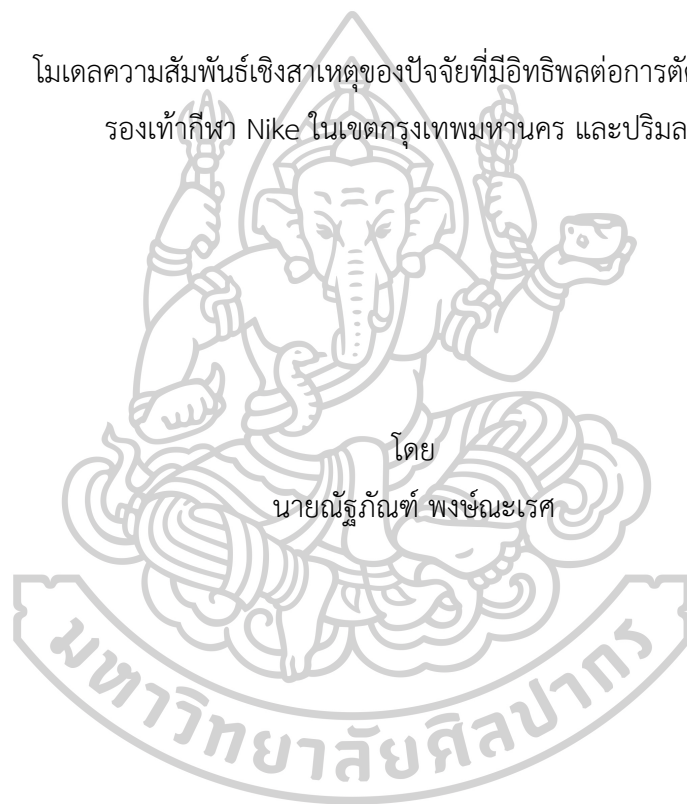 โมเดลความสัมพันธ์เชิงสาเหตุของปัจจัยที่มีอิทธิพลต่อการตั
รองเท้ากีฬา Nike ในเขตกรุงเทพมหานคร และปริมล
โดย
นายณัฐภัณฑ์ พงษ์ณะเรศ
มหาวิทยาลัยศิลปากร